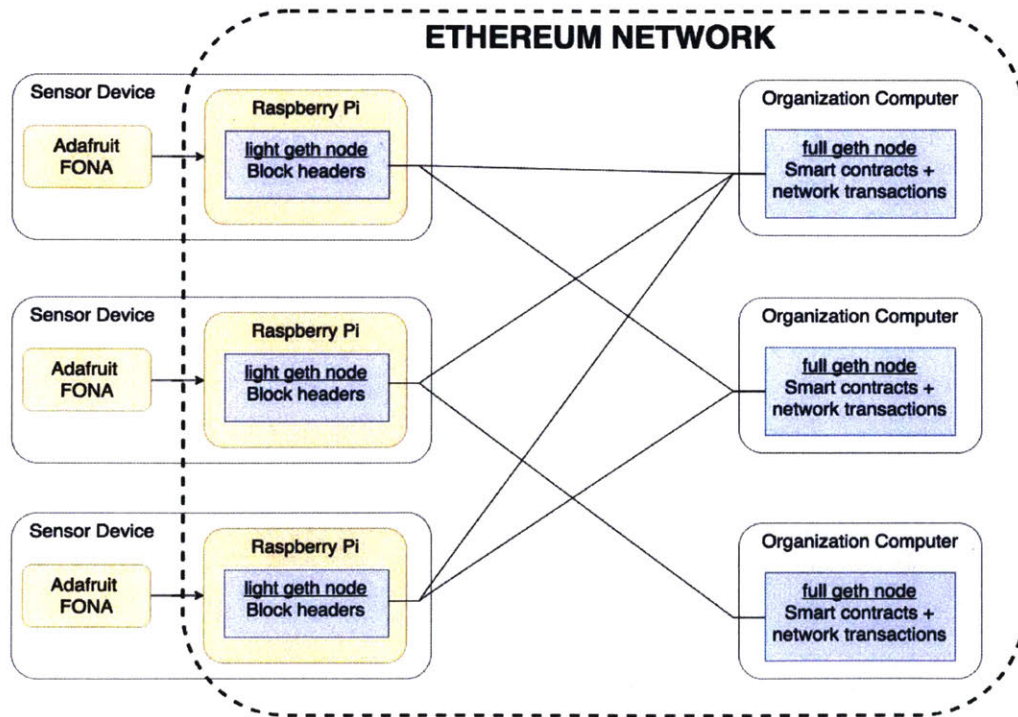 ETHEREUM NETWORK
Sensor Device
Adafruit
FONA
Raspberry Pi
light geth node
Block headers
Organization Computer
full geth node
Smart contracts +
network transactions
Sensor Device
Adafruit
FONA
Raspberry Pi
light geth node
Block headers
Organization Computer
full geth node
Smart contracts +
network transactions
Sensor Device
Adafruit
FONA
Raspberry Pi
light geth node
Block headers
Organization Computer
full geth node
Smart contracts +
network transactions